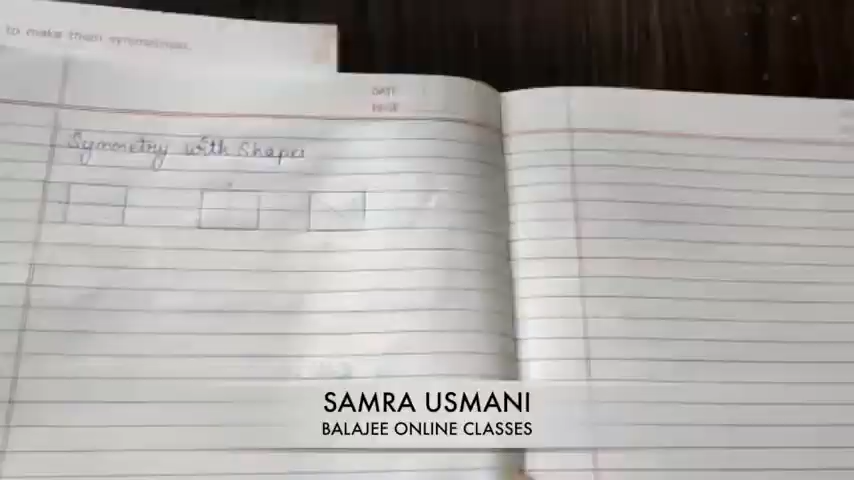 to make them symmetrical.
DATE
PAGE
Symmetry with Shapes
SAMRA USMANI
BALAJEE ONLINE CLASSES